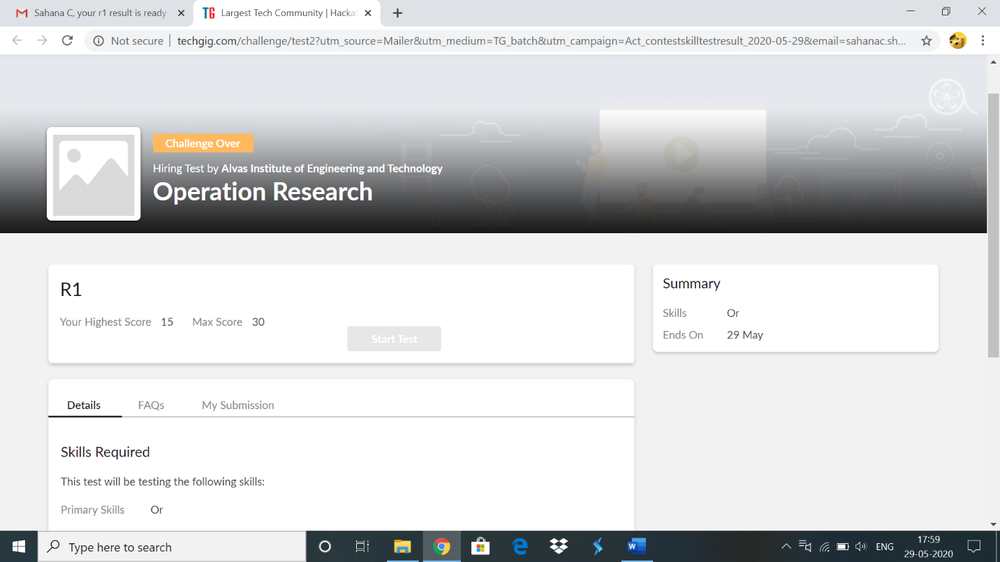 Sahana C, your r1 result is ready
TG Largest Tech Community | Hacka
Not secure | techgig.com/challenge/test2?utm_source=Mailer&utm_medium=TG_batch&utm_campaign=Act_contestskilltestresult_2020-05-29&email=sahanac.sh...
Challenge Over
Hiring Test by Alvas Institute of Engineering and Technology
Operation Research
R1
Your Highest Score 15 Max Score 30
Start Test
Summary
Skills Or
Ends On 29 May
Details FAQs My Submission
Skills Required
This test will be testing the following skills:
Primary Skills Or
Type here to search
ENG
17:59
29-05-2020